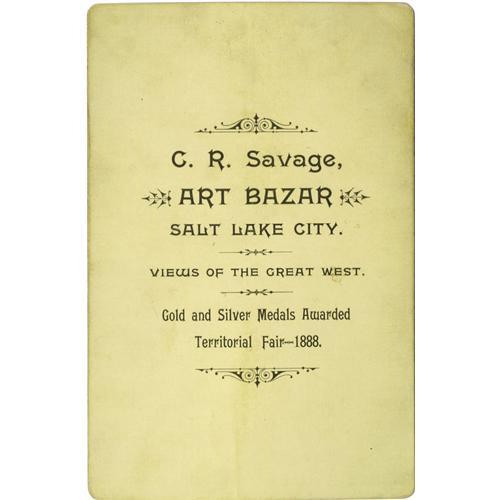 C. R. Savage,
ART BAZAR
SALT LAKE CITY.
VIEWS OF THE GREAT WEST.
Gold and Silver Medals Awarded
Territorial Fair—1888.